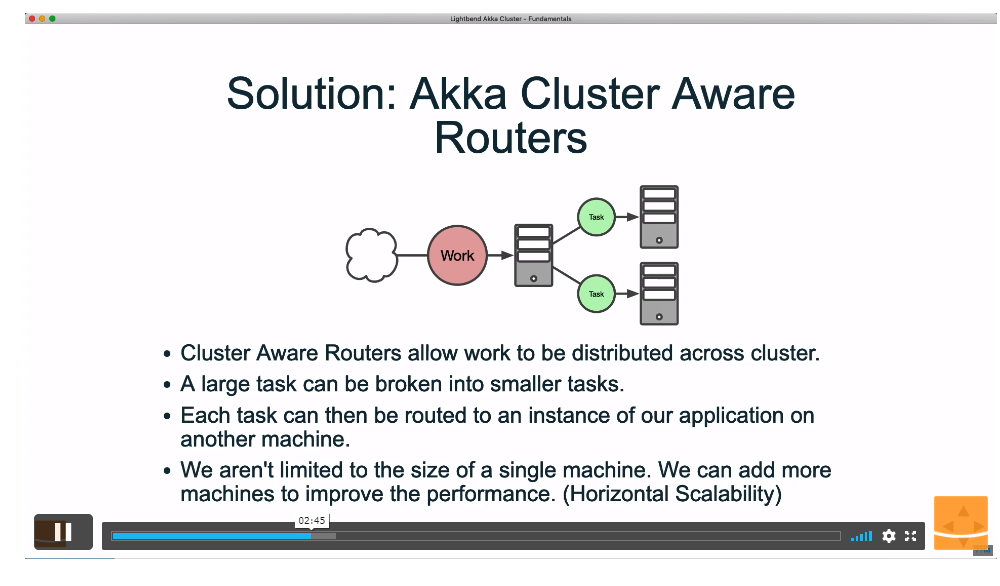 Lightbend Akka Cluster - Fundamentals
Solution: Akka Cluster Aware
Routers
Task
Work
Task
• Cluster Aware Routers allow work to be distributed across cluster.
• A large task can be broken into smaller tasks.
• Each task can then be routed to an instance of our application on
another machine.
• We aren't limited to the size of a single machine. We can add more
machines to improve the performance. (Horizontal Scalability)
02:45